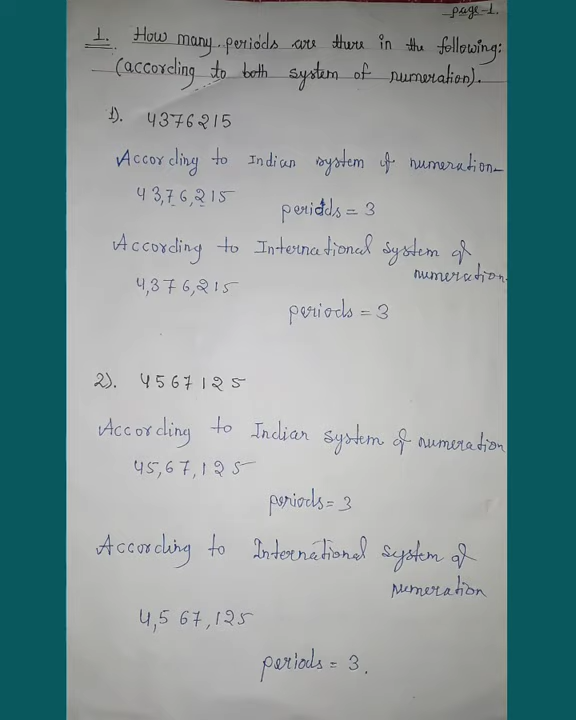 page-1.
1. How many periods are there in the following:
(according to both system of numeration).
1). 4376215
According to Indian system of numeration
43,76,215
periods = 3
According to International system of
numeration.
4,376,215
periods = 3
2). 4567125
According to Indian system of numeration
45,67,125
periods = 3
According to International system of
numeration
4,567,125
periods = 3.